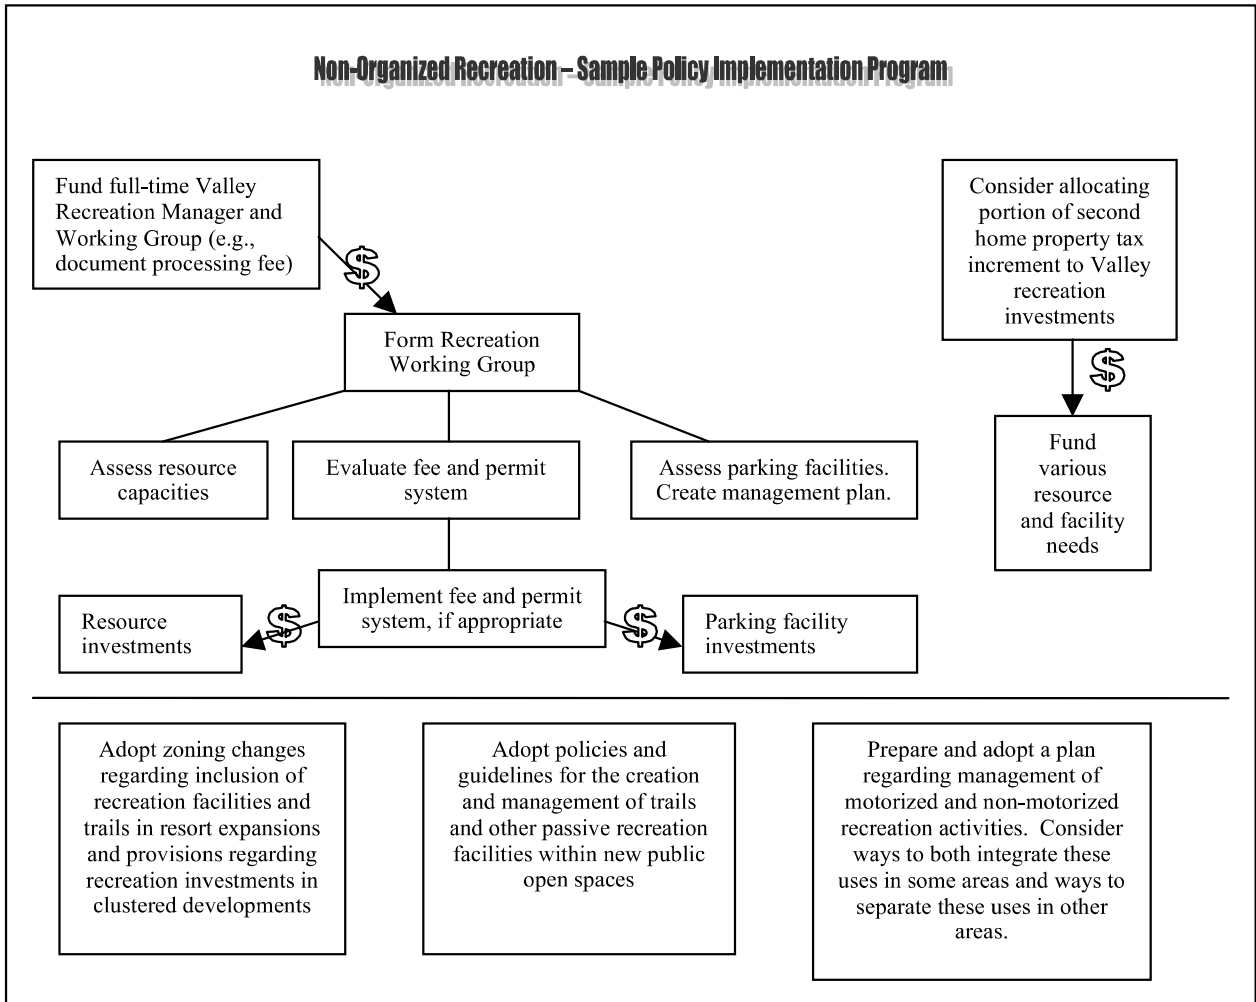 Non-Organized Recreation – Sample Policy Implementation Program
Fund full-time Valley
Recreation Manager and
Working Group (e.g.,
document processing fee)
$
Consider allocating
portion of second
home property tax
increment to Valley
recreation
investments
$
Form Recreation
Working Group
Assess resource
capacities
Evaluate fee and permit
system
Assess parking facilities.
Create management plan.
Fund
various
resource
and facility
needs
Resource
investments
$
Implement fee and permit
system, if appropriate
$
Parking facility
investments
Adopt zoning changes
regarding inclusion of
recreation facilities and
trails in resort expansions
and provisions regarding
recreation investments in
clustered developments
Adopt policies and
guidelines for the creation
and management of trails
and other passive recreation
facilities within new public
open spaces
Prepare and adopt a plan
regarding management of
motorized and non-motorized
recreation activities.  Consider
ways to both integrate these
uses in some areas and ways to
separate these uses in other
areas.